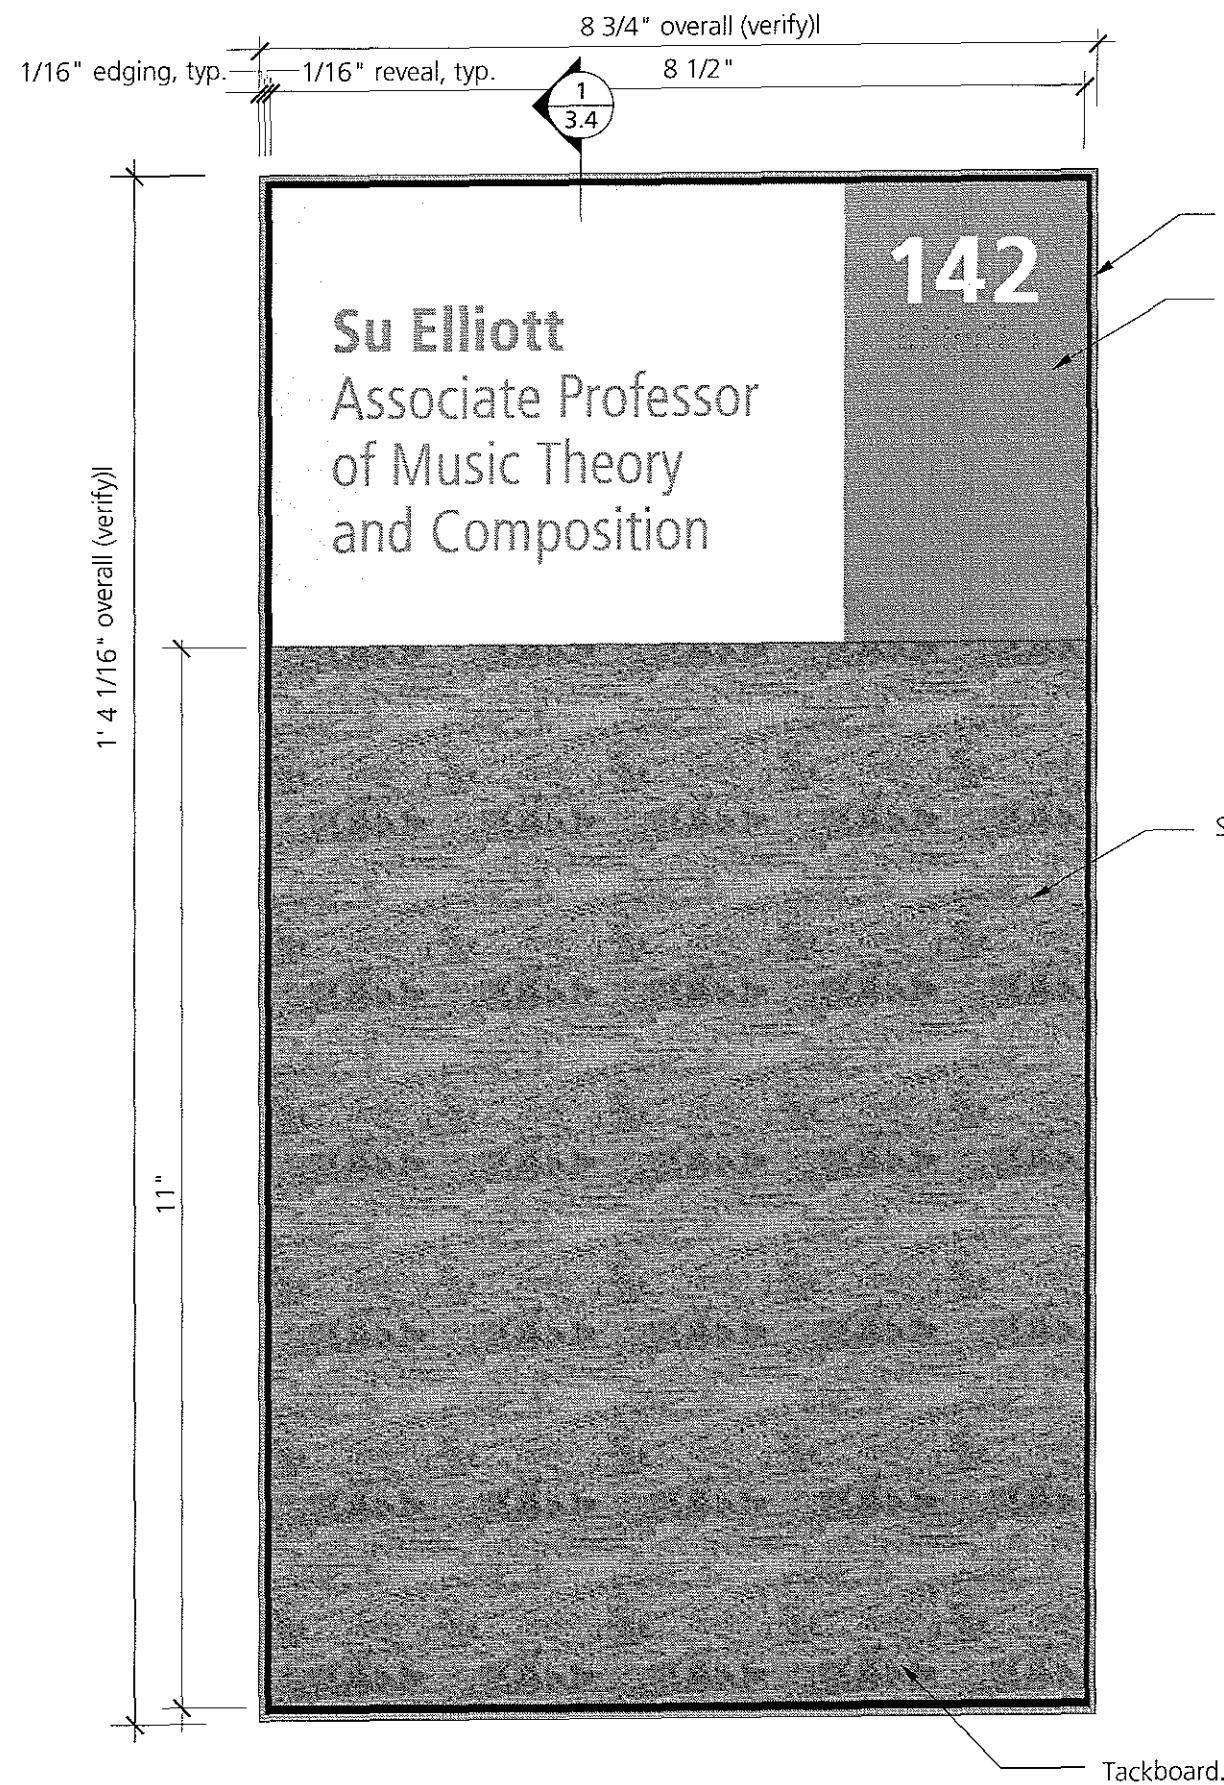 8 3/4" overall (verify)l
1/16" edging, typ.
1/16" reveal, typ.
8 1/2"
1
3.4
142
Su Elliott
Associate Professor
of Music Theory
and Composition
1' 4 1/16" overall (verify)l
11"
Tackboard.